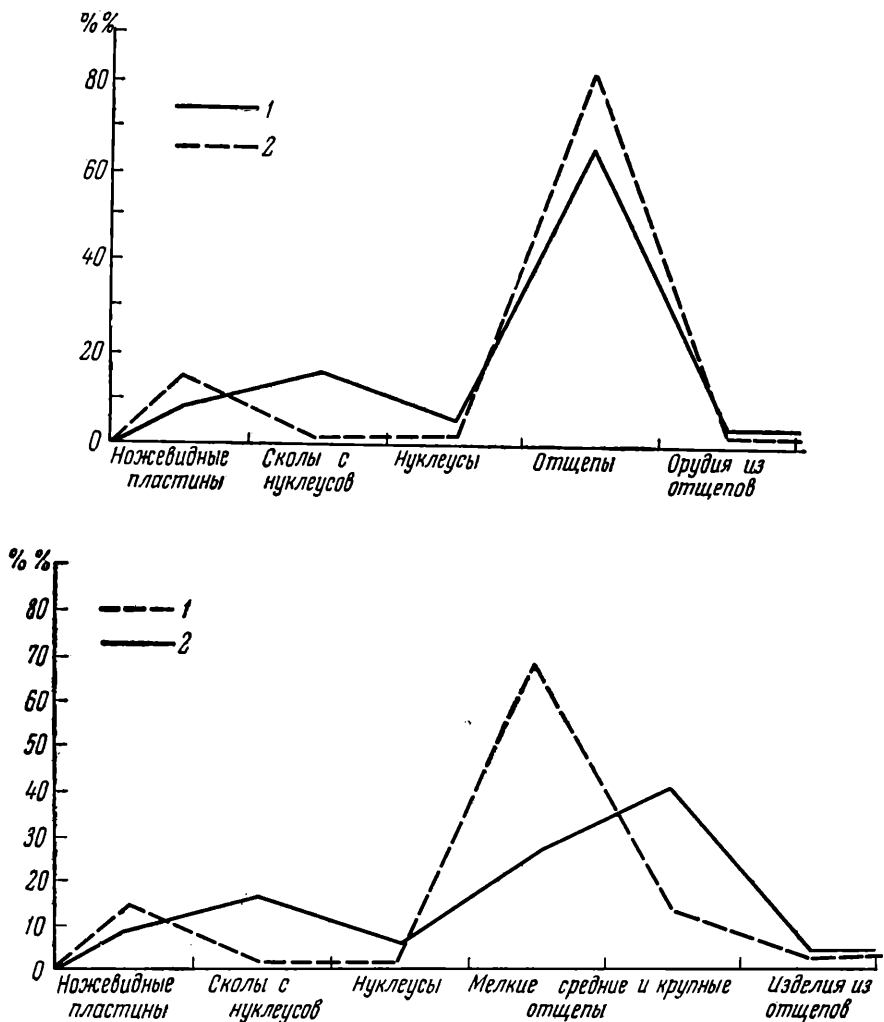 %%
80
60
40
20
0
1
2
Ножевидные пластины
Сколы с нуклеусов
Нуклеусы
Отщепы
Орудия из отщепов
%%
80
70
60
50
40
30
20
10
0
1
2
Ножевидные пластины
Сколы с нуклеусов
Нуклеусы
Мелкие средние и крупные
отщепы
Изделия из отщепов